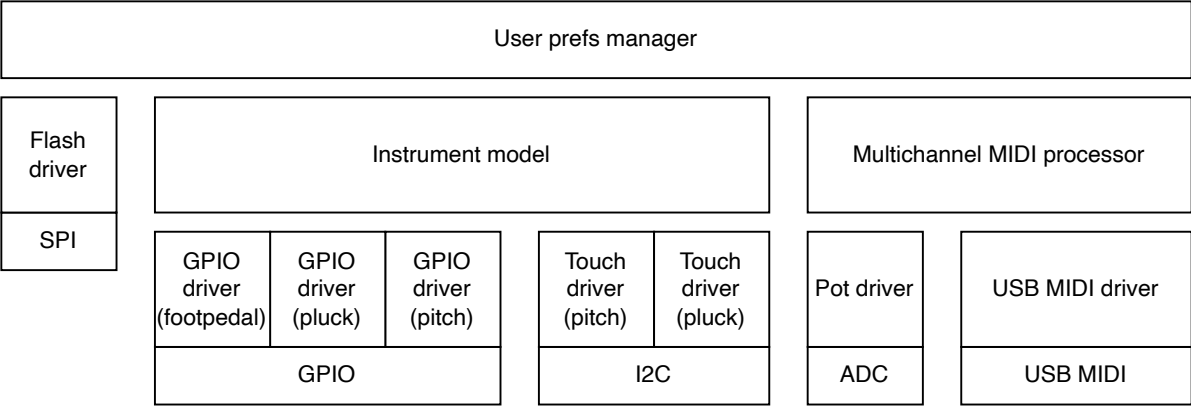 User prefs manager
Flash
driver
SPI
Instrument model
Multichannel MIDI processor
GPIO
driver
(footpedal)
GPIO
driver
(pluck)
GPIO
driver
(pitch)
GPIO
Touch
driver
(pitch)
Touch
driver
(pluck)
I2C
Pot driver
ADC
USB MIDI driver
USB MIDI